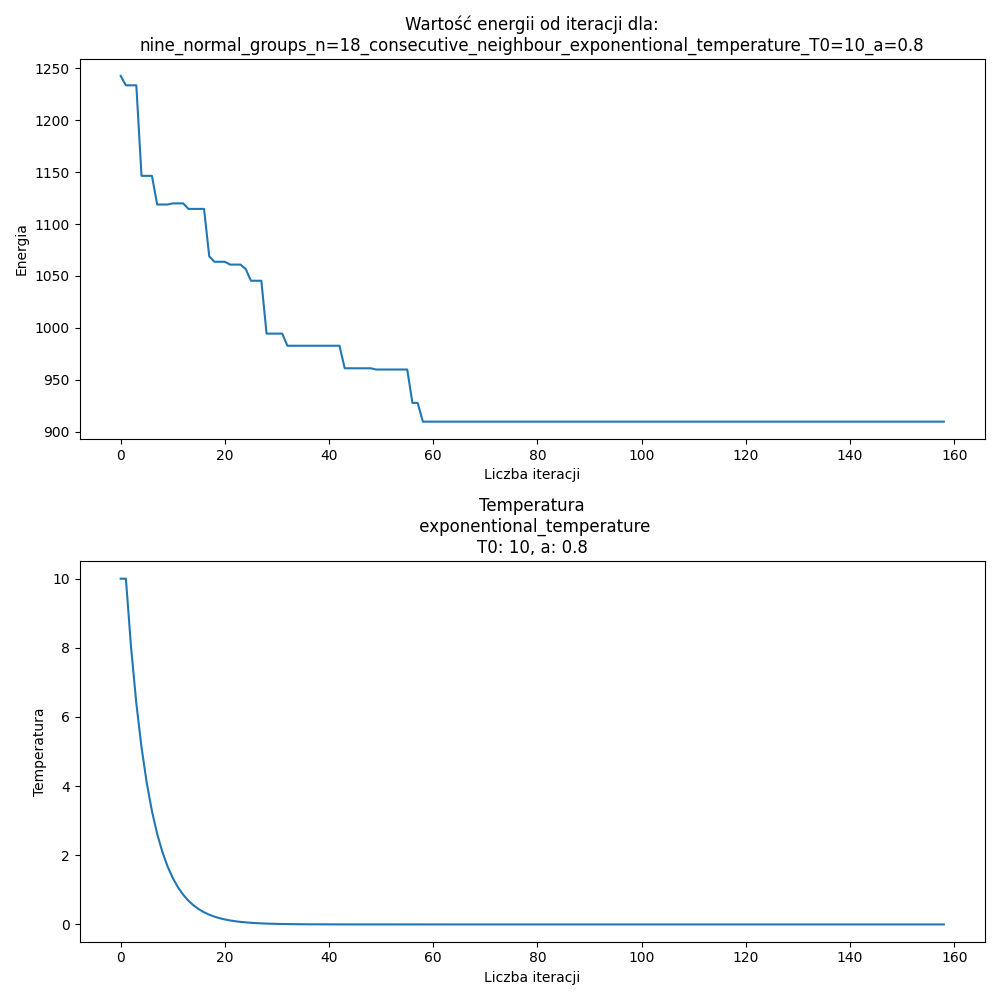 Wartość energii od iteracji dla:
nine_normal_groups_n=18_consecutive_neighbour_exponentional_temperature_T0=10_a=0.8
1250
1200
1150
1100
1050
1000
950
900
Energia
0 20 40 60 80 100 120 140 160
Liczba iteracji
Temperatura
exponentional_temperature
T0: 10, a: 0.8
10
8
6
4
2
0
Temperatura
0 20 40 60 80 100 120 140 160
Liczba iteracji